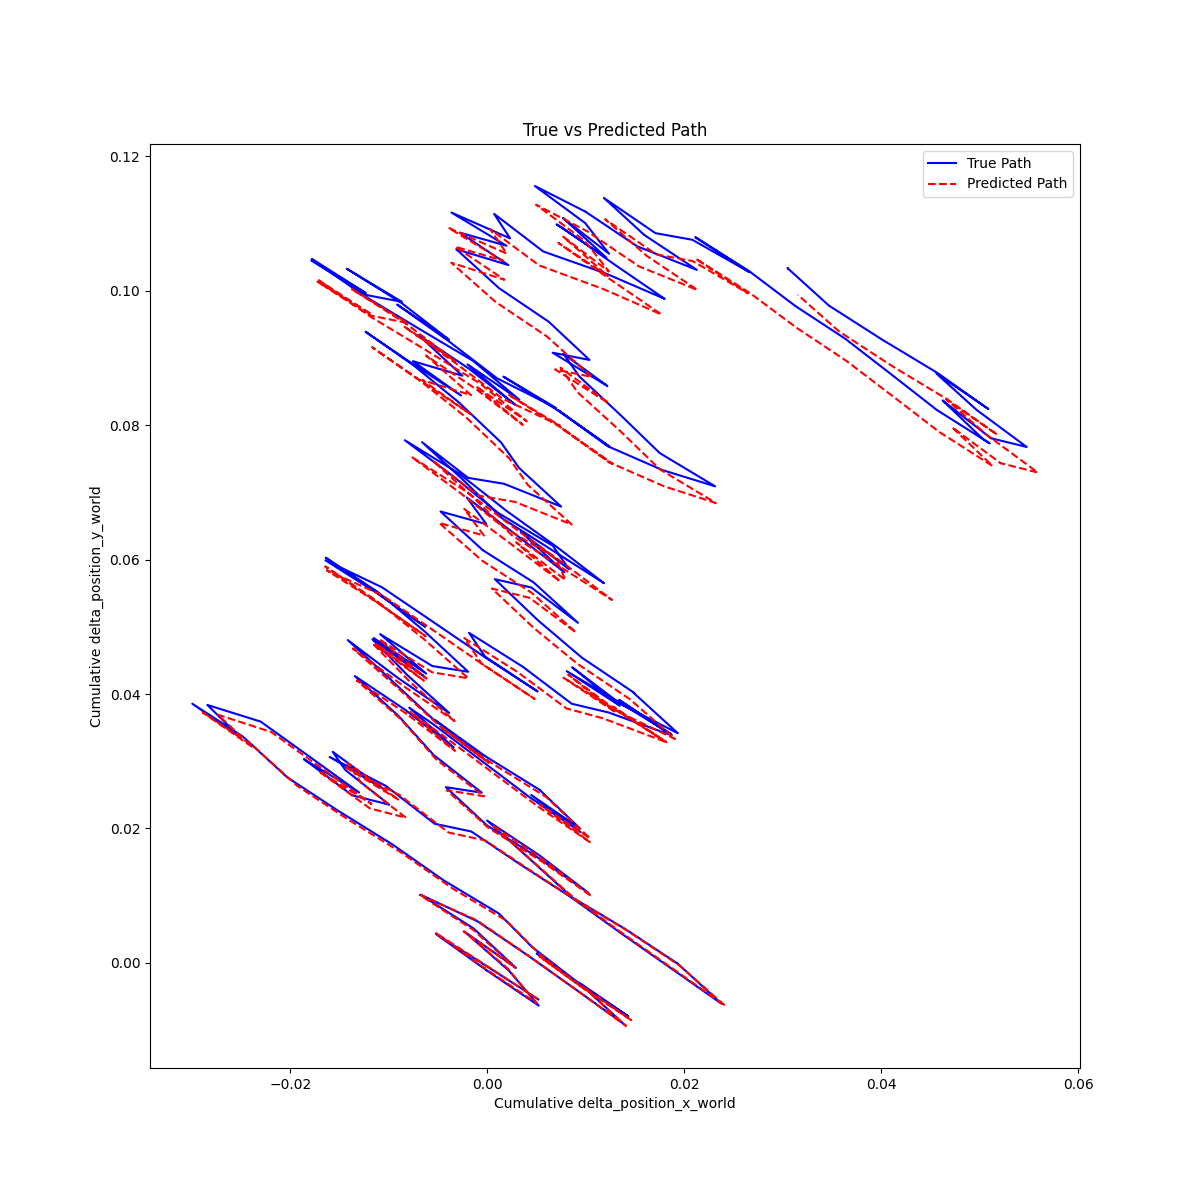 True vs Predicted Path
True Path
Predicted Path
0.12
0.10
0.08
0.06
0.04
0.02
0.00
Cumulative delta_position_y_world
−0.02
0.00
0.02
0.04
0.06
Cumulative delta_position_x_world